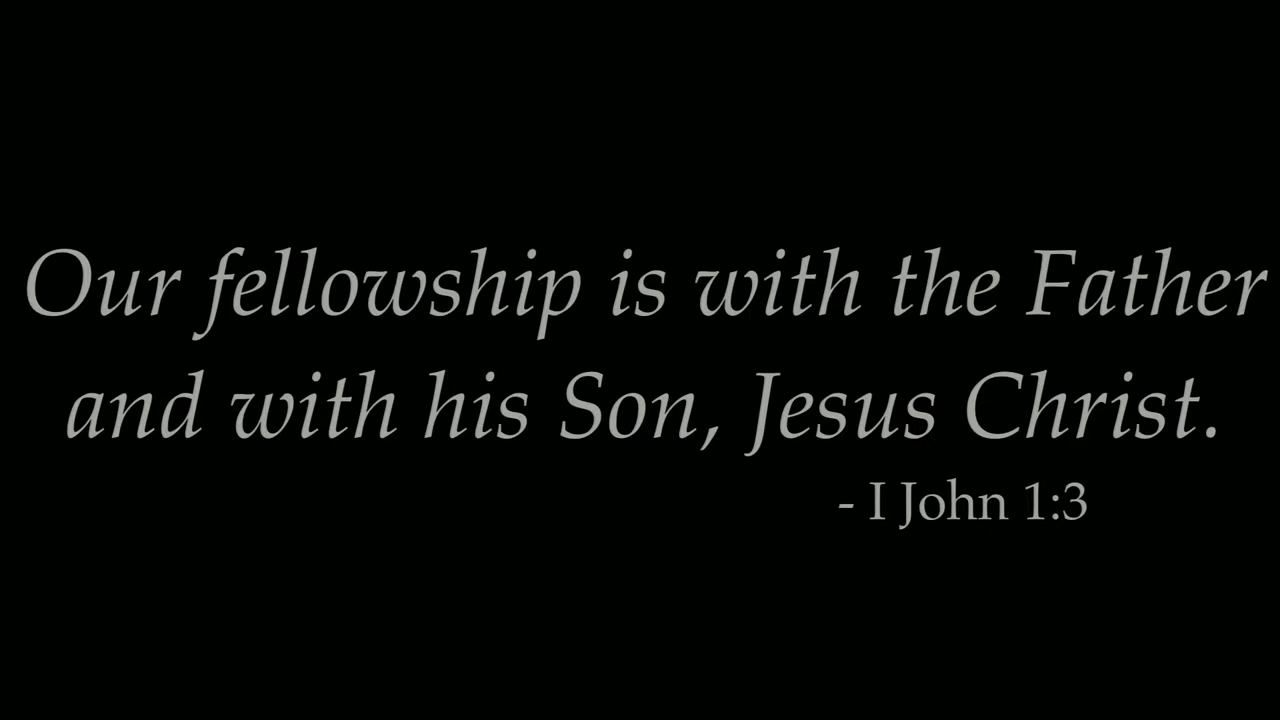 Our fellowship is with the Father
and with his Son, Jesus Christ.
- I John 1:3